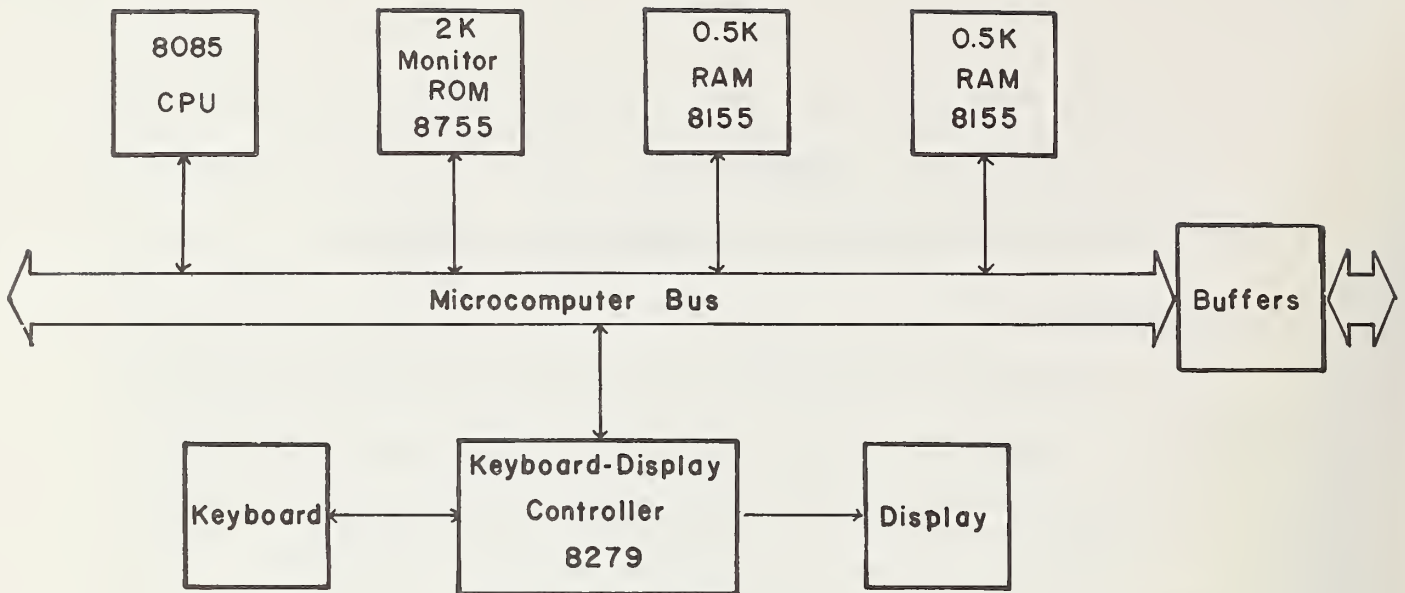 8085
CPU
2K
Monitor
ROM
8755
0.5K
RAM
8155
0.5K
RAM
8155
Microcomputer Bus
Buffers
Keyboard
Keyboard-Display
Controller
8279
Display